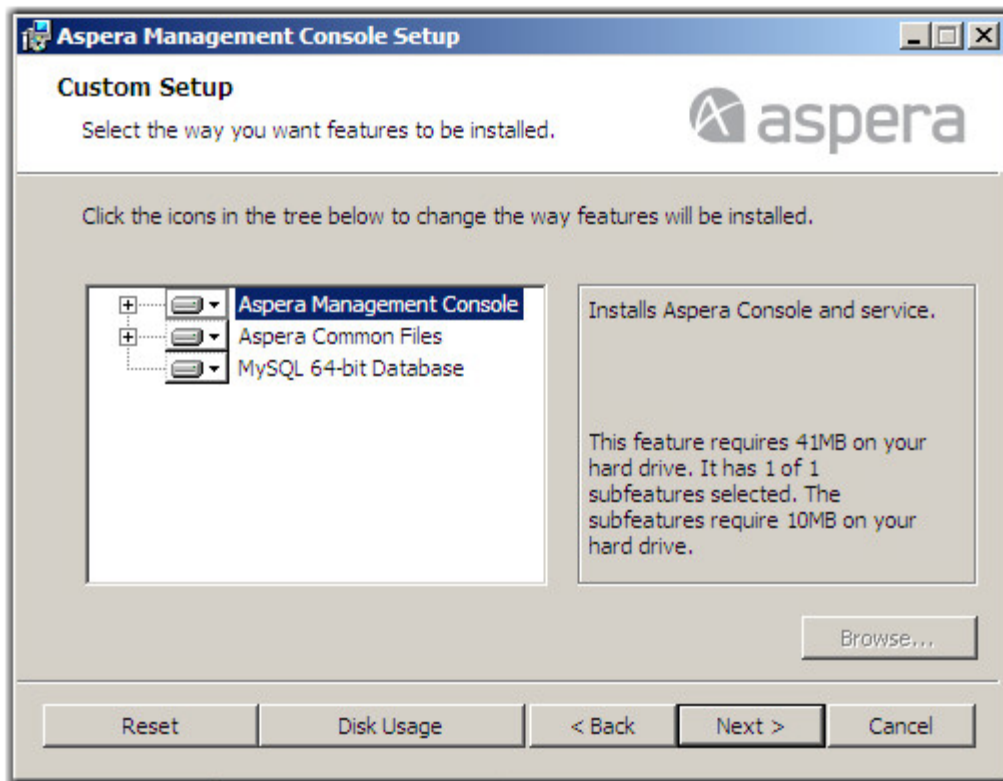 Aspera Management Console Setup
Custom Setup
Select the way you want features to be installed.
aspera
Click the icons in the tree below to change the way features will be installed.
Aspera Management Console
Aspera Common Files
MySQL 64-bit Database
Installs Aspera Console and service.
This feature requires 41MB on your
hard drive. It has 1 of 1
subfeatures selected. The
subfeatures require 10MB on your
hard drive.
Browse...
Reset
Disk Usage
< Back
Next >
Cancel